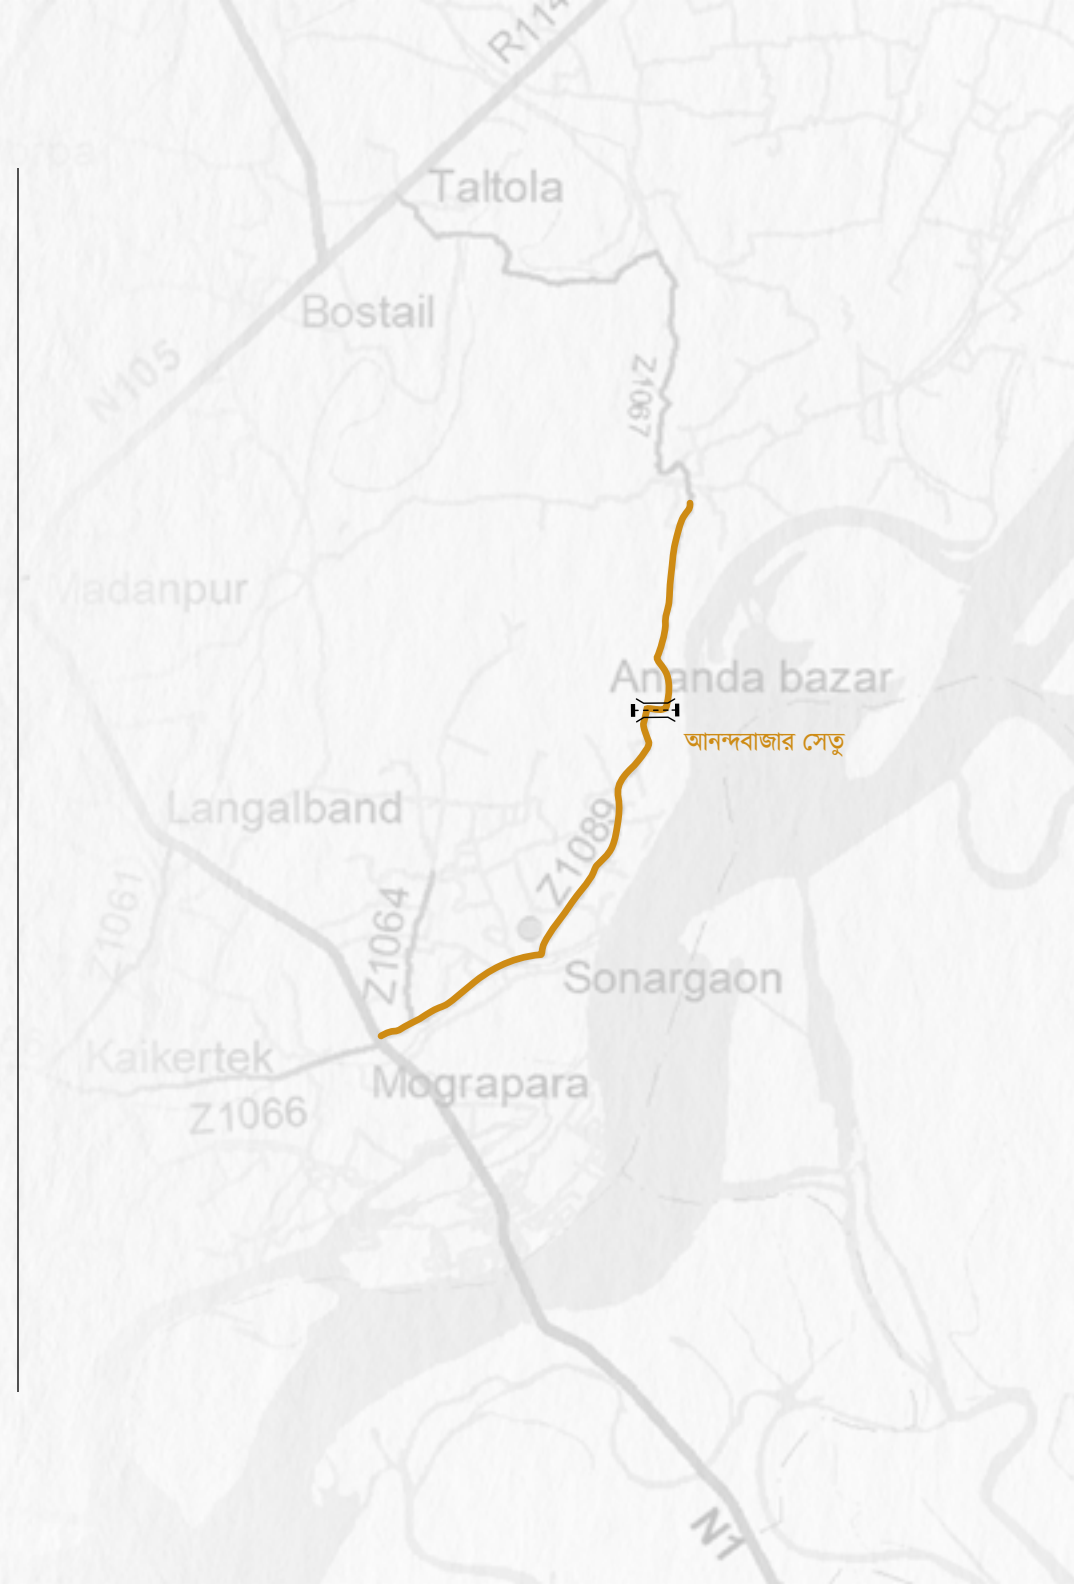 R114
Taltola
Bostail
N105
Z1067
Madanpur
Ananda bazar
আনন্দবাজার সেতু
Langalband
Z1089
Z1061
Z1064
Sonargaon
Kaikertek
Mograpara
Z1066
N1